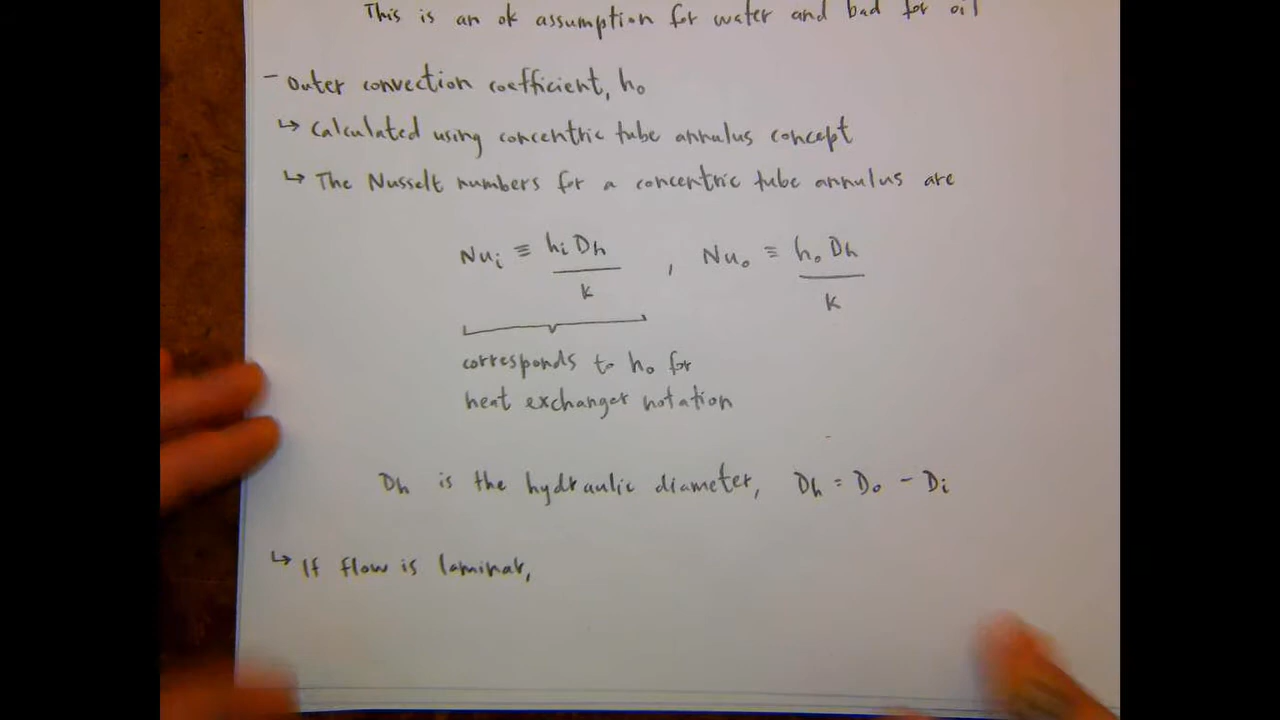 This is an ok assumption for water and bad for oil
- Outer convection coefficient, ho
↳ Calculated using concentric tube annulus concept
↳ The Nusselt numbers for a concentric tube annulus are
Nui ≡ hi Dh / k , Nuo ≡ ho Dh / k
corresponds to ho for
heat exchanger notation
Dh is the hydraulic diameter, Dh = Do - Di
↳ If flow is laminar,